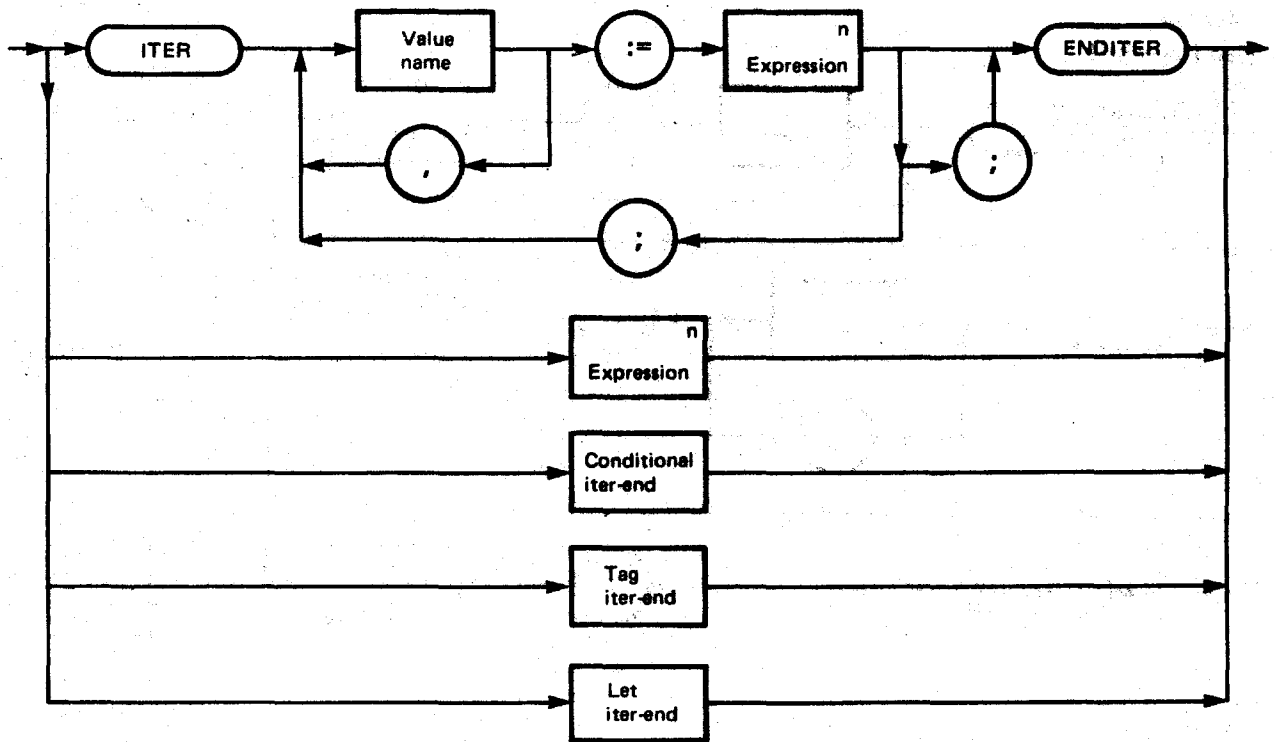 ITER
Value
name
:=
n
Expression
ENDITER
,
;
;
n
Expression
Conditional
iter-end
Tag
iter-end
Let
iter-end